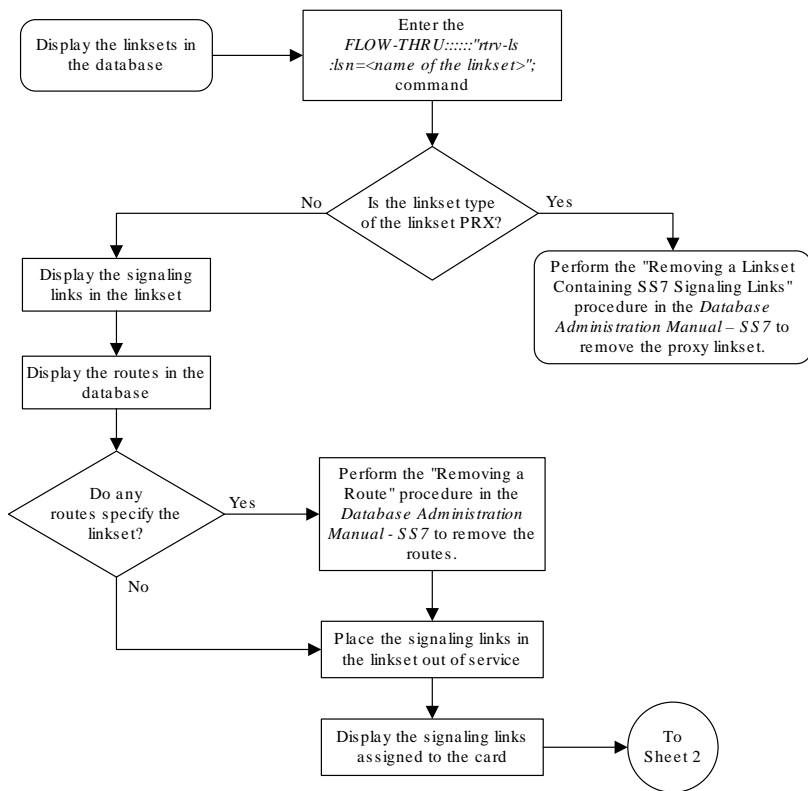 Display the linksets in
the database
Enter the
FLOW-THRU::::::"rtrv-ls
:lsn=<name of the linkset>";
command
Is the linkset type
of the linkset PRX?
No
Yes
Display the signaling
links in the linkset
Perform the "Removing a Linkset
Containing SS7 Signaling Links"
procedure in the Database
Administration Manual – SS7 to
remove the proxy linkset.
Display the routes in the
database
Do any
routes specify the
linkset?
Yes
No
Perform the "Removing a
Route" procedure in the
Database Administration
Manual - SS7 to remove the
routes.
Place the signaling links in
the linkset out of service
Display the signaling links
assigned to the card
To
Sheet 2